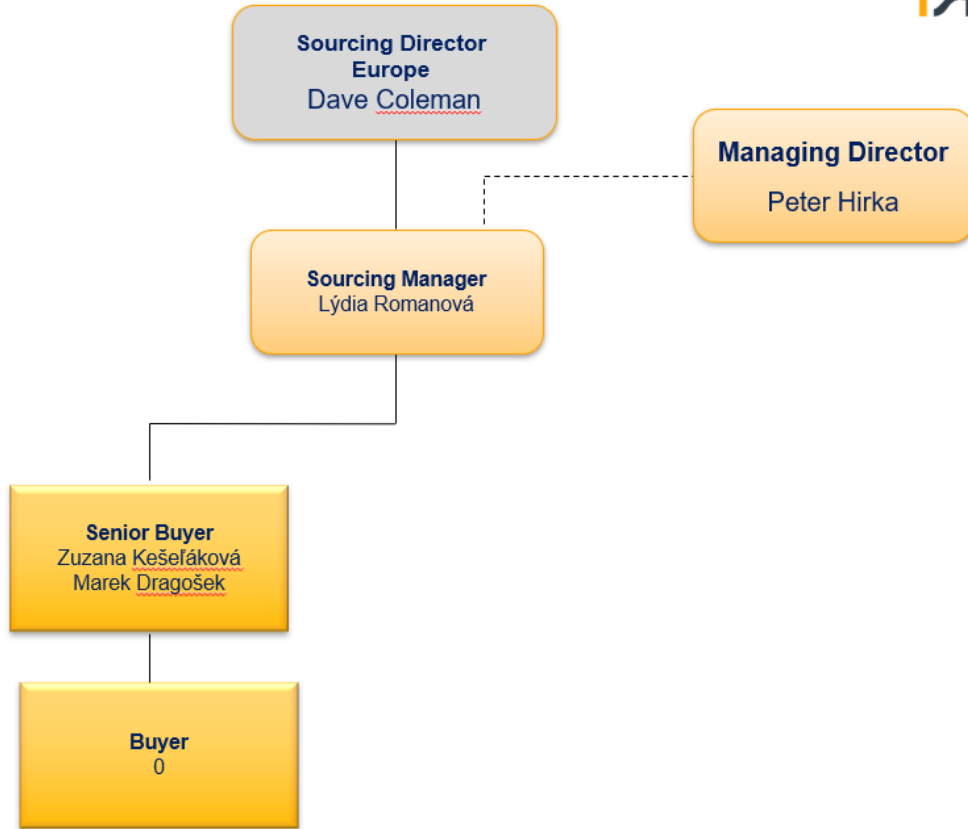 Sourcing Director
Europe
Dave Coleman
Managing Director
Peter Hirka
Sourcing Manager
Lýdia Romanová
Senior Buyer
Zuzana Kešeľáková
Marek Dragošek
Buyer
0